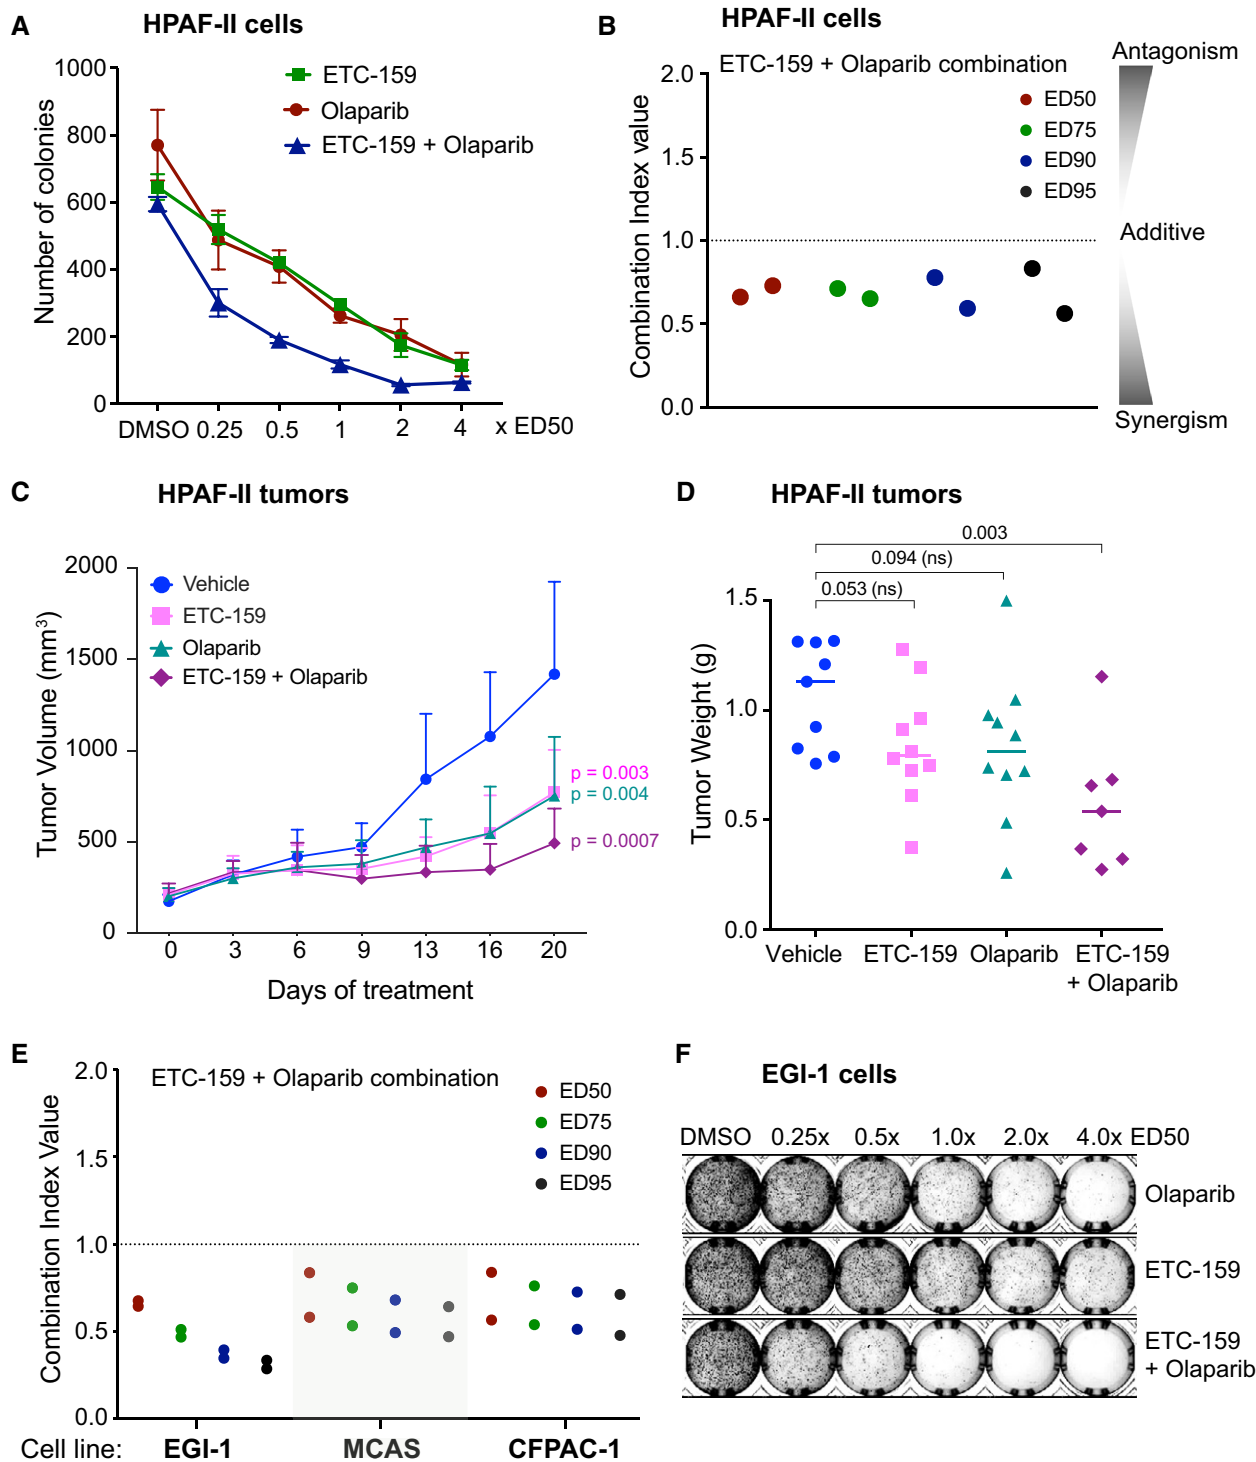 A
HPAF-II cells
1000
800
600
400
200
0
Number of colonies
ETC-159
Olaparib
ETC-159 + Olaparib
DMSO 0.25 0.5 1 2 4 x ED50
B
HPAF-II cells
ETC-159 + Olaparib combination
2.0
1.5
1.0
0.5
0.0
Combination Index value
ED50
ED75
ED90
ED95
Antagonism
Additive
Synergism
C
HPAF-II tumors
2000
1500
1000
500
0
Tumor Volume (mm³)
Vehicle
ETC-159
Olaparib
ETC-159 + Olaparib
p = 0.003
p = 0.004
p = 0.0007
0 3 6 9 13 16 20
Days of treatment
D
HPAF-II tumors
0.003
0.094 (ns)
0.053 (ns)
1.5
1.0
0.5
0.0
Tumor Weight (g)
Vehicle ETC-159 Olaparib ETC-159
+ Olaparib
E
ETC-159 + Olaparib combination
2.0
1.5
1.0
0.5
0.0
Combination Index Value
ED50
ED75
ED90
ED95
Cell line: EGI-1 MCAS CFPAC-1
F
EGI-1 cells
DMSO 0.25x 0.5x 1.0x 2.0x 4.0x ED50
Olaparib
ETC-159
ETC-159
+ Olaparib